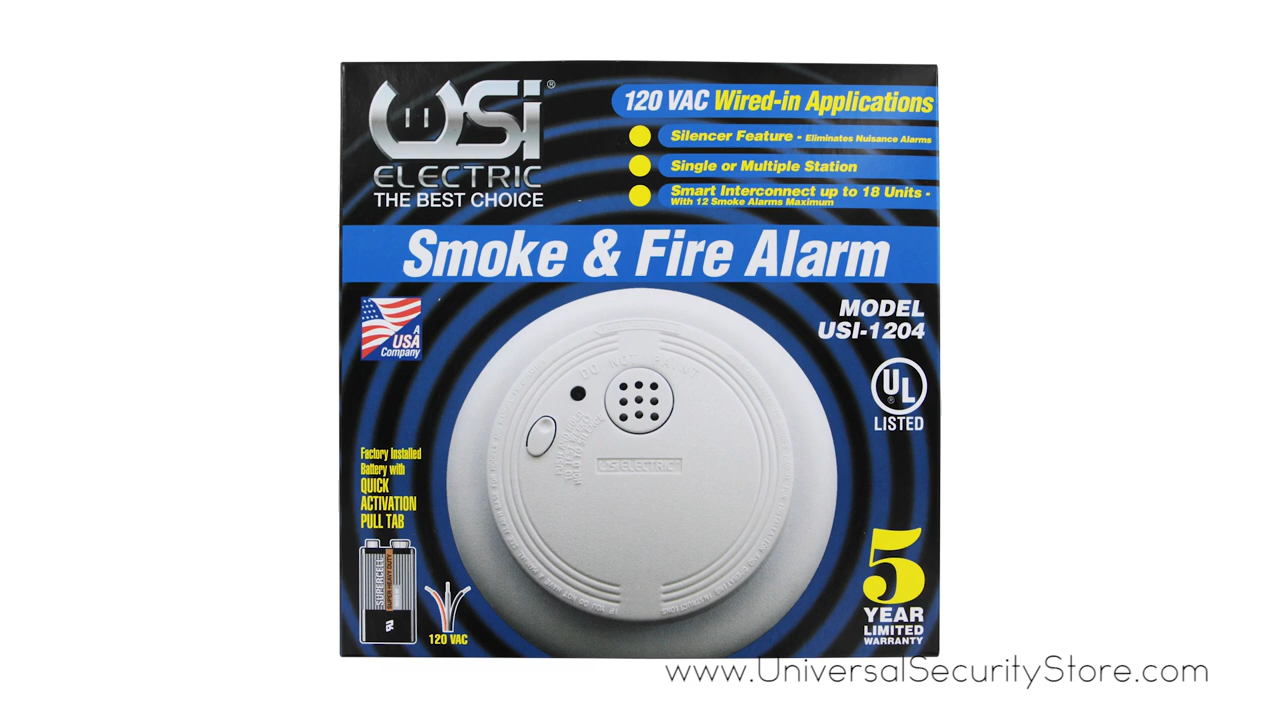 USi®
ELECTRIC
THE BEST CHOICE
120 VAC Wired-in Applications
Silencer Feature - Eliminates Nuisance Alarms
Single or Multiple Station
Smart Interconnect up to 18 Units -
With 12 Smoke Alarms Maximum
Smoke & Fire Alarm
A
USA
Company
MODEL
USI-1204
UL
®
LISTED
DO NOT PAINT
USI ELECTRIC
Factory Installed
Battery with
QUICK
ACTIVATION
PULL TAB
SUPERCELL
SUPER HEAVY DUTY
120 VAC
5
YEAR
LIMITED
WARRANTY
www.UniversalSecurityStore.com